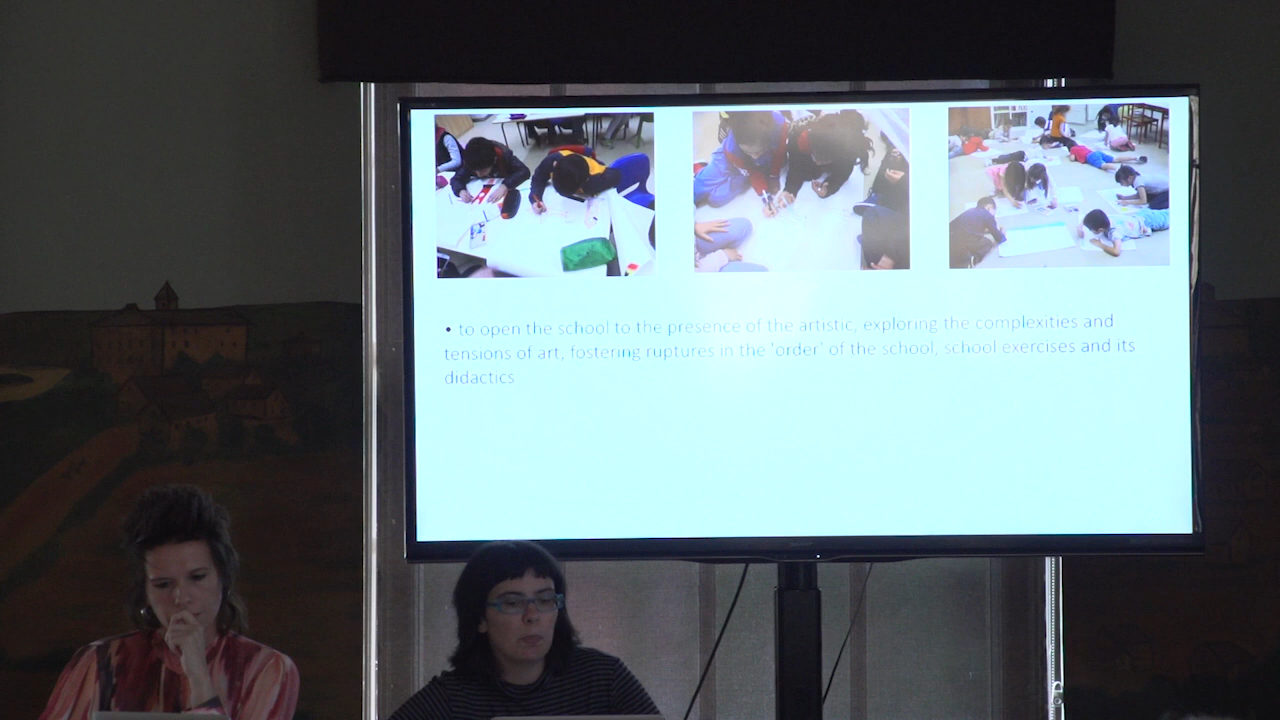 • to open the school to the presence of the artistic, exploring the complexities and
tensions of art, fostering ruptures in the 'order' of the school, school exercises and its
didactics